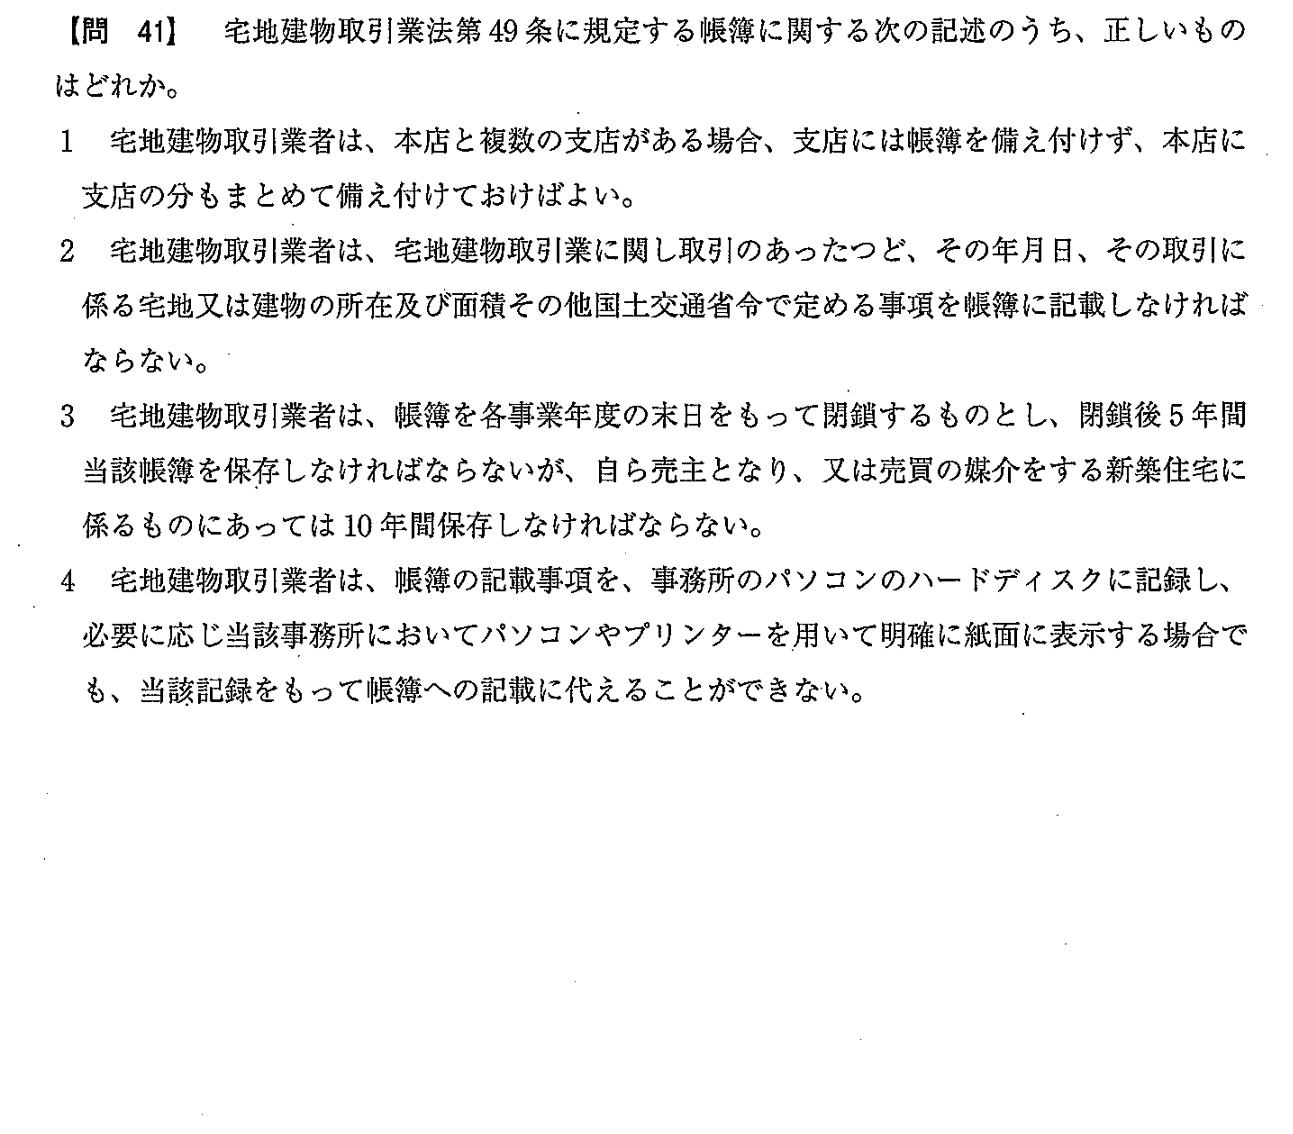 【問　41】　宅地建物取引業法第49条に規定する帳簿に関する次の記述のうち、正しいもの
はどれか。
1　宅地建物取引業者は、本店と複数の支店がある場合、支店には帳簿を備え付けず、本店に
支店の分もまとめて備え付けておけばよい。
2　宅地建物取引業者は、宅地建物取引業に関し取引のあったつど、その年月日、その取引に
係る宅地又は建物の所在及び面積その他国土交通省令で定める事項を帳簿に記載しなければ
ならない。
3　宅地建物取引業者は、帳簿を各事業年度の末日をもって閉鎖するものとし、閉鎖後5年間
当該帳簿を保存しなければならないが、自ら売主となり、又は売買の媒介をする新築住宅に
係るものにあっては10年間保存しなければならない。
4　宅地建物取引業者は、帳簿の記載事項を、事務所のパソコンのハードディスクに記録し、
必要に応じ当該事務所においてパソコンやプリンターを用いて明確に紙面に表示する場合で
も、当該記録をもって帳簿への記載に代えることができない。